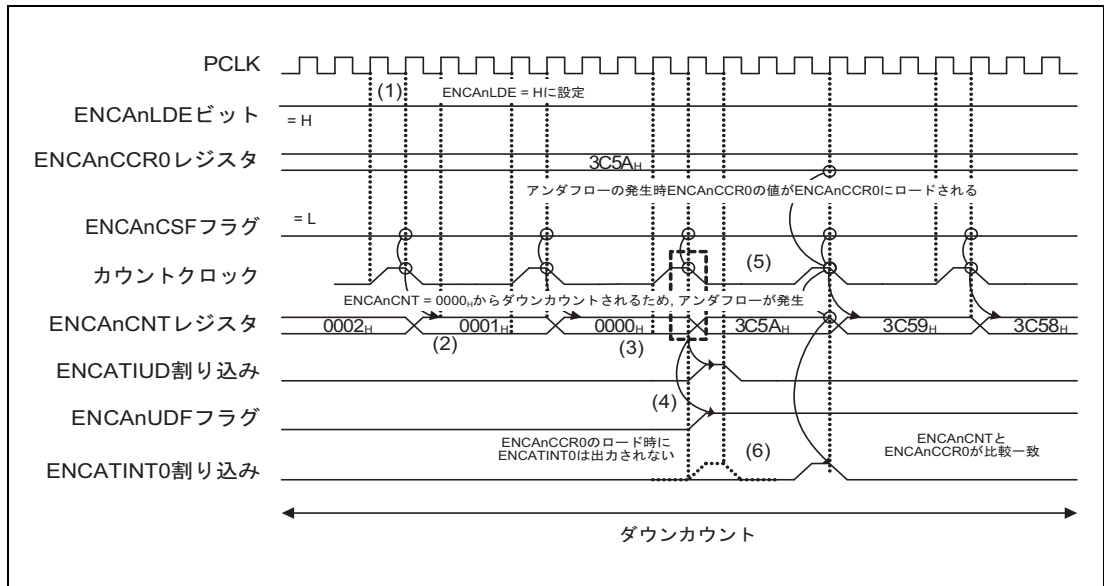 PCLK
(1)
ENCAnLDE = Hに設定
ENCAnLDEビット
= H
ENCAnCCR0レジスタ
3C5AH
アンダフローの発生時ENCAnCCR0の値がENCAnCCR0にロードされる
ENCAnCSFフラグ
= L
カウントクロック
(5)
ENCAnCNT = 0000Hからダウンカウントされるため, アンダフローが発生
ENCAnCNTレジスタ
0002H
0001H
0000H
3C5AH
3C59H
3C58H
(2)
(3)
ENCATIUD割り込み
(4)
ENCAnUDFフラグ
ENCAnCCR0のロード時に
ENCATINT0は出力されない
(6)
ENCAnCNTと
ENCAnCCR0が比較一致
ENCATINT0割り込み
ダウンカウント